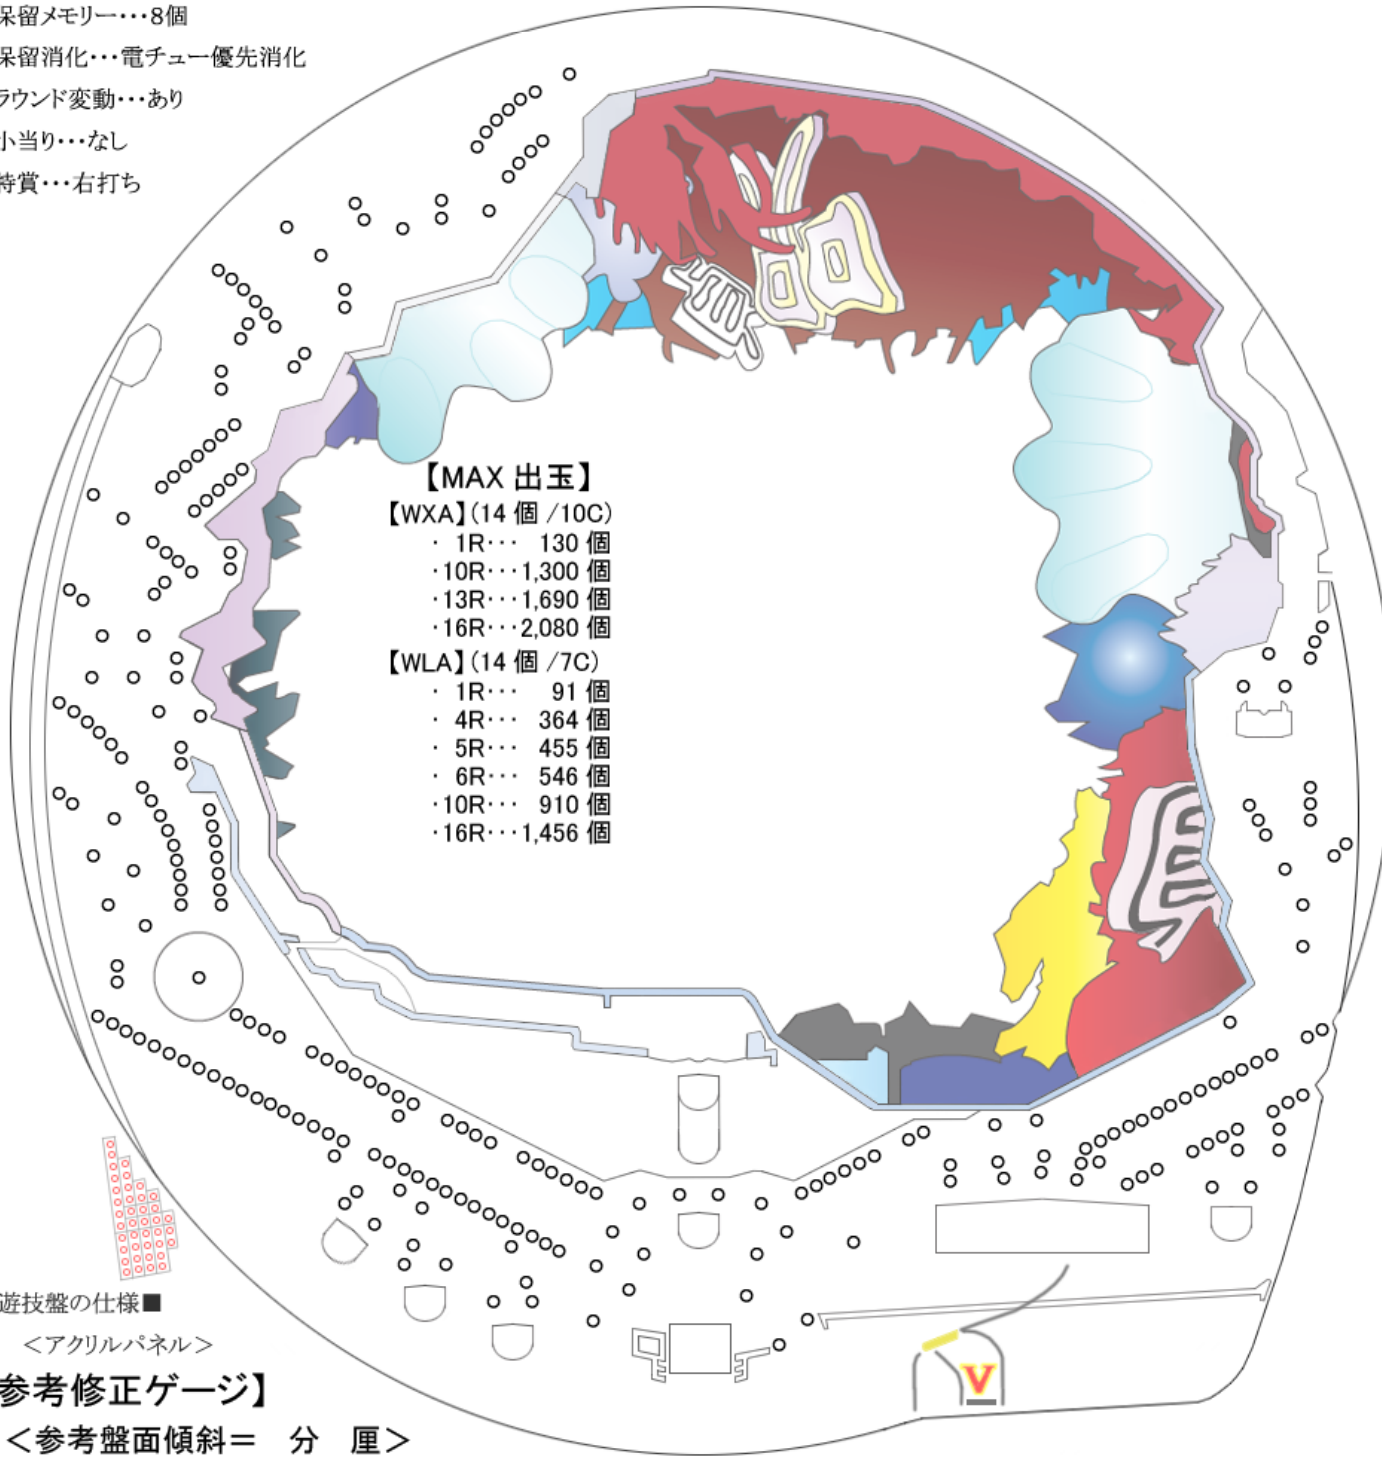 保留メモリー･･･8個
保留消化･･･電チュー優先消化
ラウンド変動･･･あり
小当り･･･なし
特賞･･･右打ち
【MAX 出玉】
【WXA】(14 個 /10C)
･ 1R･･･ 130 個
･10R･･･1,300 個
･13R･･･1,690 個
･16R･･･2,080 個
【WLA】(14 個 /7C)
･ 1R･･･ 91 個
･ 4R･･･ 364 個
･ 5R･･･ 455 個
･ 6R･･･ 546 個
･10R･･･ 910 個
･16R･･･1,456 個
遊技盤の仕様■
＜アクリルパネル＞
参考修正ゲージ】
＜参考盤面傾斜＝ 分 厘＞
V